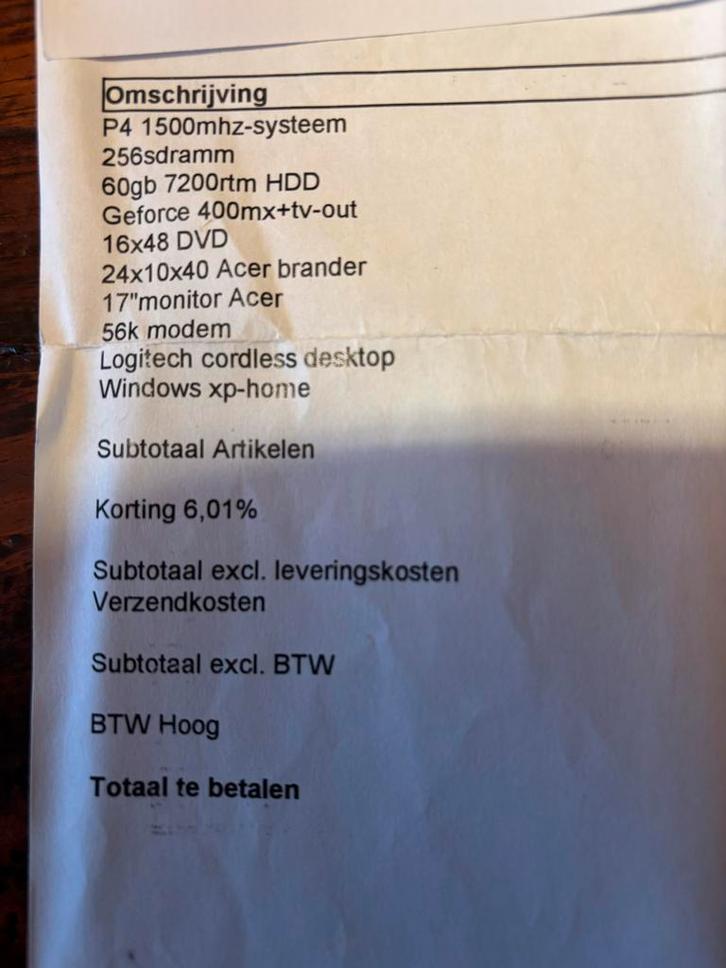 Omschrijving
P4 1500mhz-systeem
256sdramm
60gb 7200rtm HDD
Geforce 400mx+tv-out
16x48 DVD
24x10x40 Acer brander
17"monitor Acer
56k modem
Logitech cordless desktop
Windows xp-home
Subtotaal Artikelen
Korting 6,01%
Subtotaal excl. leveringskosten
Verzendkosten
Subtotaal excl. BTW
BTW Hoog
Totaal te betalen